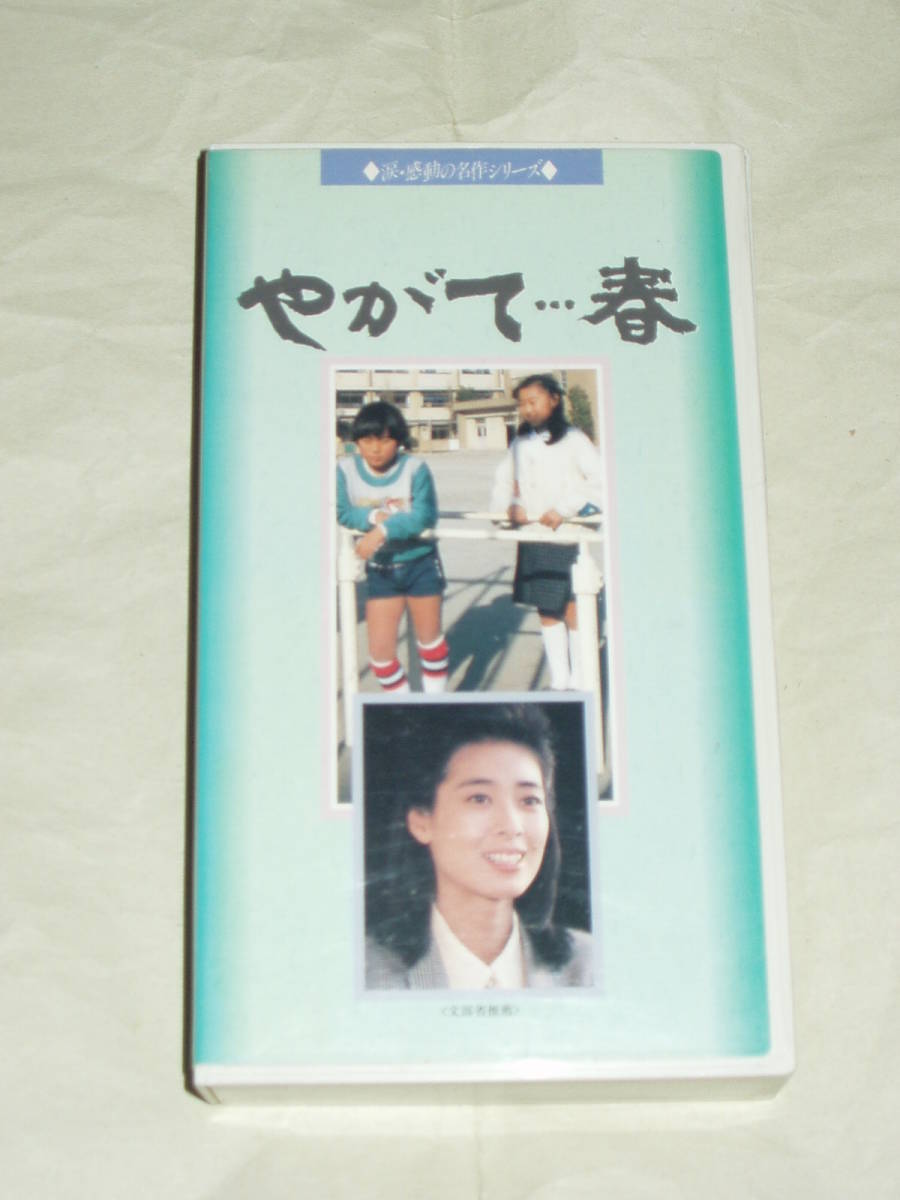 ◆涙・感動の名作シリーズ◆
やがて…春
<文部省推薦>